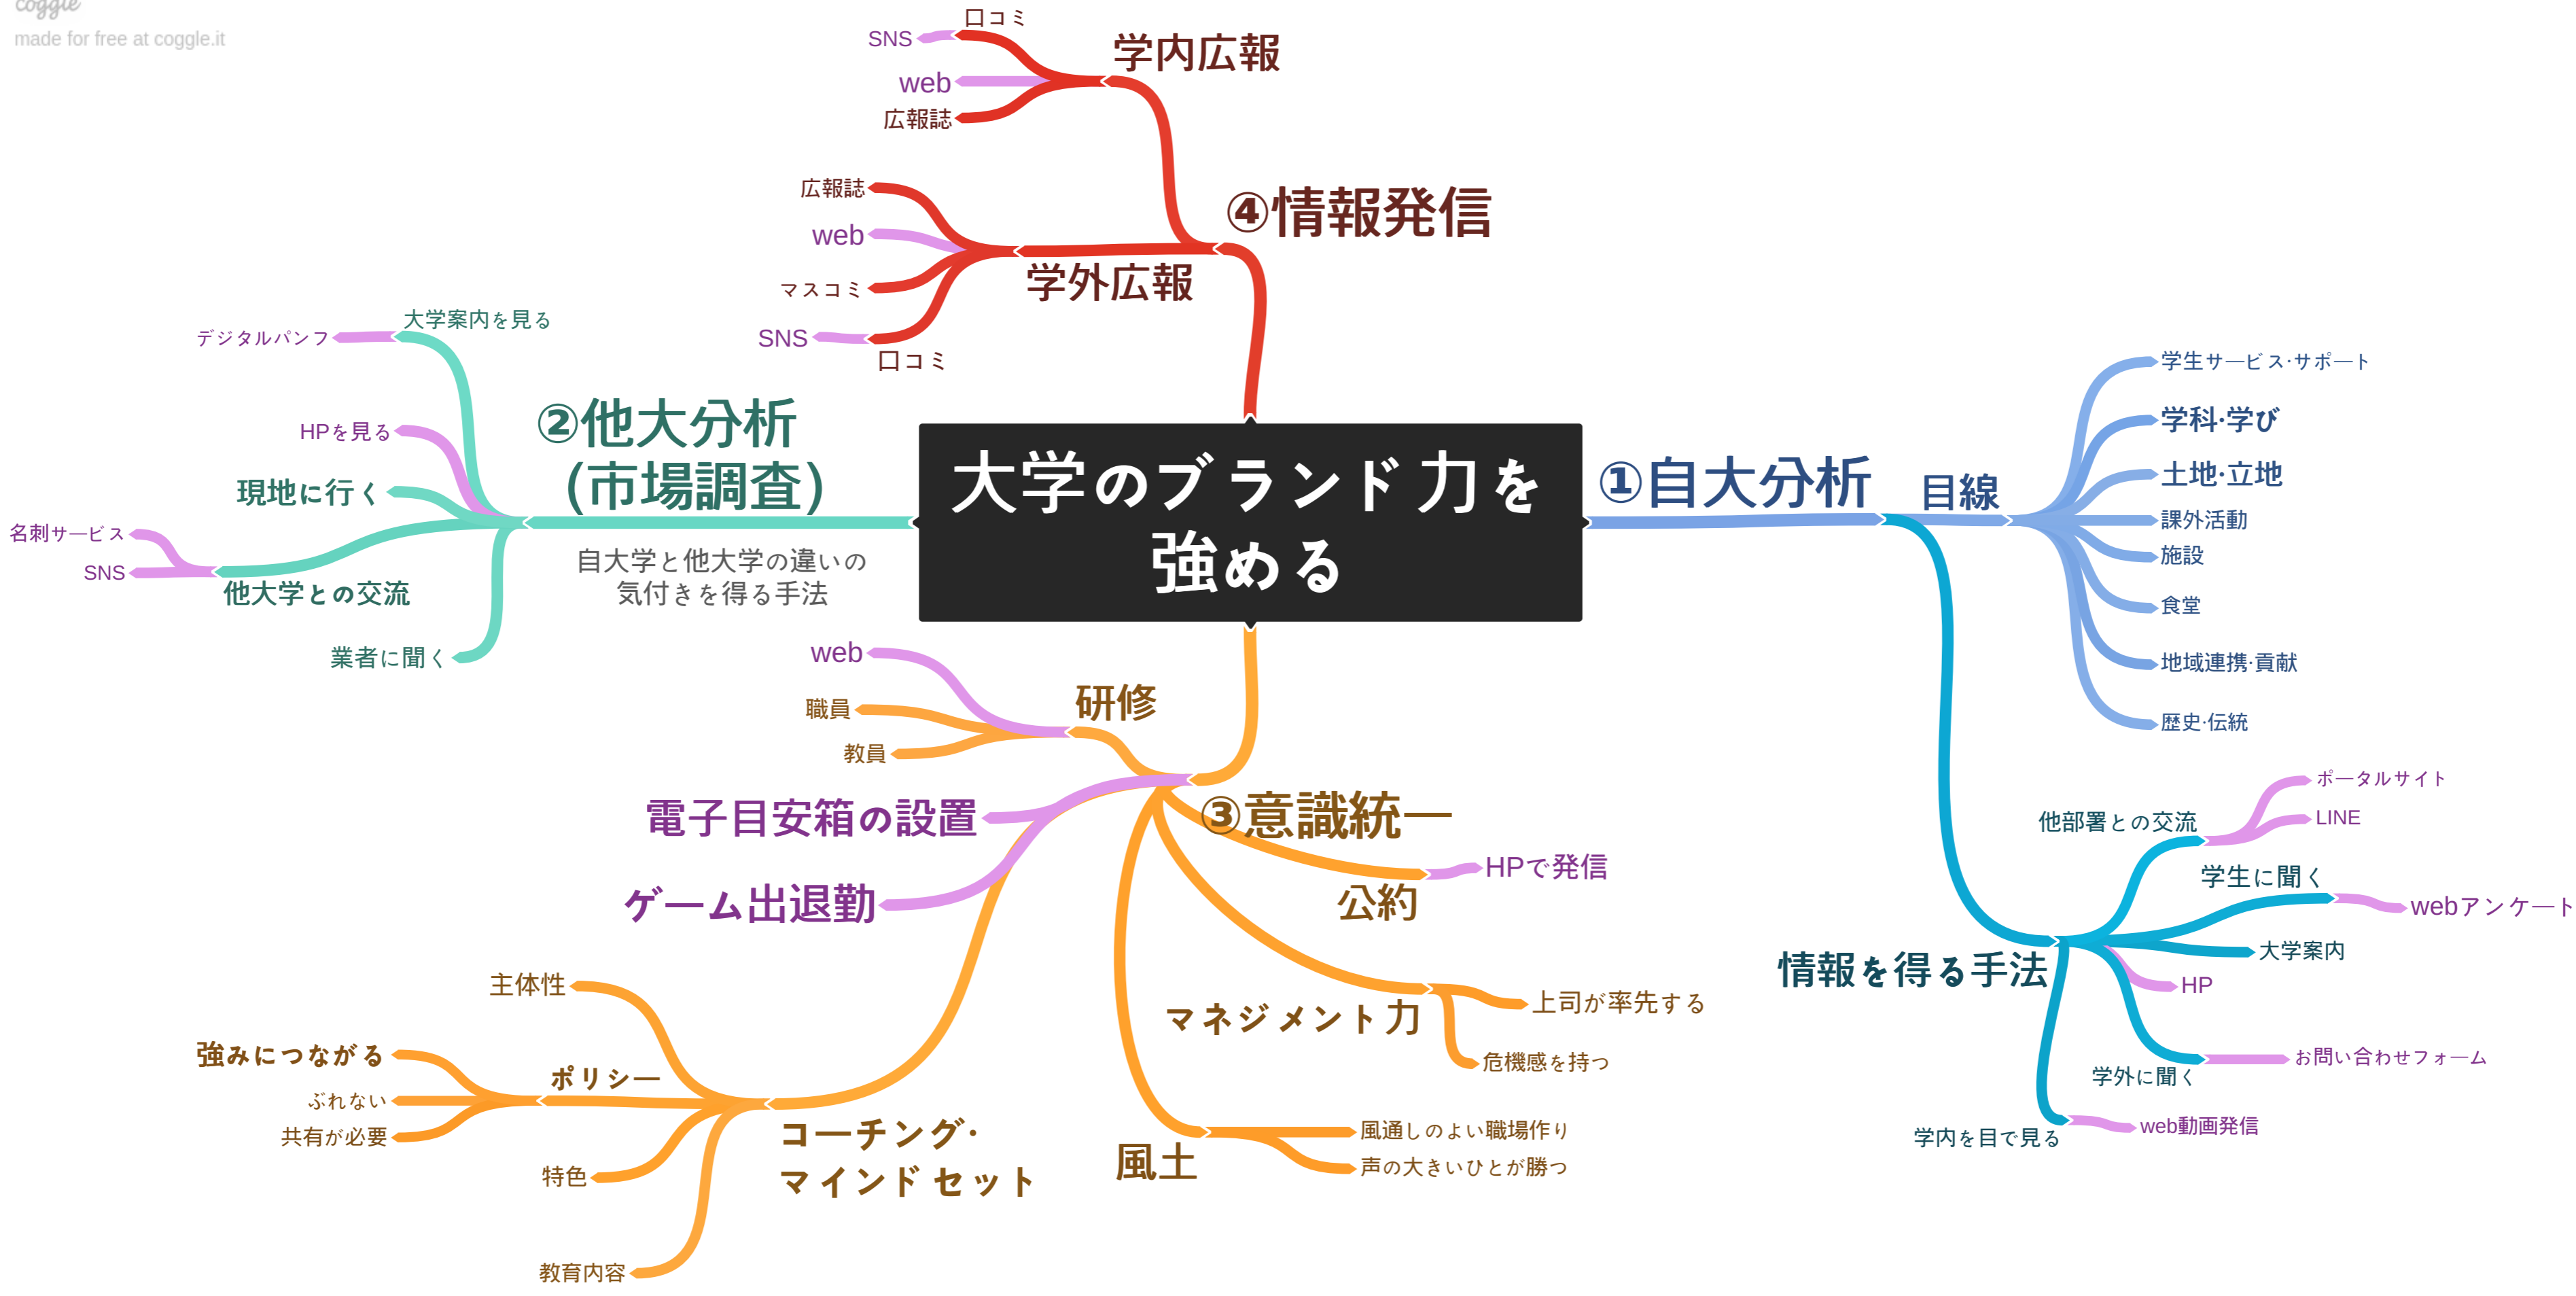 coggle
made for free at coggle.it
大学のブランド力を
強める
①自大分析
目線
学生サービス·サポート
学科·学び
土地·立地
課外活動
施設
食堂
地域連携·貢献
歴史·伝統
情報を得る手法
他部署との交流
ポータルサイト
LINE
学生に聞く
webアンケート
大学案内
HP
学外に聞く
お問い合わせフォーム
学内を目で見る
web動画発信
②他大分析
(市場調査)
自大学と他大学の違いの
気付きを得る手法
大学案内を見る
デジタルパンフ
HPを見る
現地に行く
他大学との交流
名刺サービス
SNS
業者に聞く
③意識統一
研修
web
職員
教員
電子目安箱の設置
ゲーム出退勤
コーチング·
マインドセット
主体性
ポリシー
強みにつながる
ぶれない
共有が必要
特色
教育内容
風土
風通しのよい職場作り
声の大きいひとが勝つ
マネジメント力
上司が率先する
危機感を持つ
公約
HPで発信
④情報発信
学内広報
口コミ
SNS
web
広報誌
学外広報
広報誌
web
マスコミ
口コミ
SNS